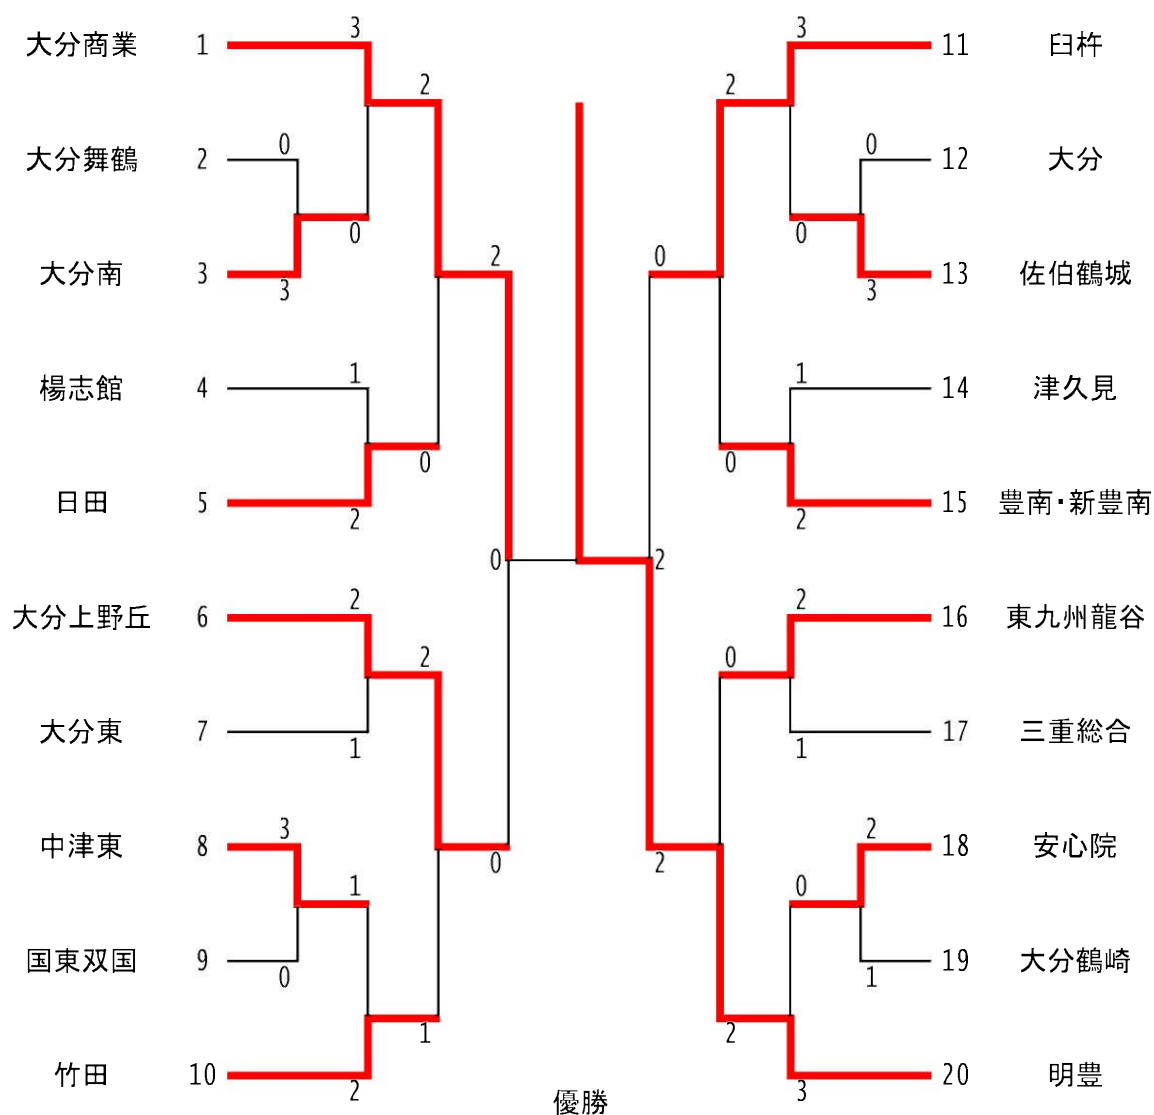 3
3
大分商業 1
11 臼杵
2
2
0
0
大分舞鶴 2
12 大分
0
0
2
0
大分南 3
13 佐伯鶴城
3
3
1
1
楊志館 4
14 津久見
0
0
日田 5
15 豊南・新豊南
2
2
0
2
2
2
大分上野丘 6
16 東九州龍谷
2
0
大分東 7
17 三重総合
1
1
3
2
中津東 8
18 安心院
0
2
1
0
国東双国 9
19 大分鶴崎
0
1
1
2
竹田 10
20 明豊
2
3
優勝